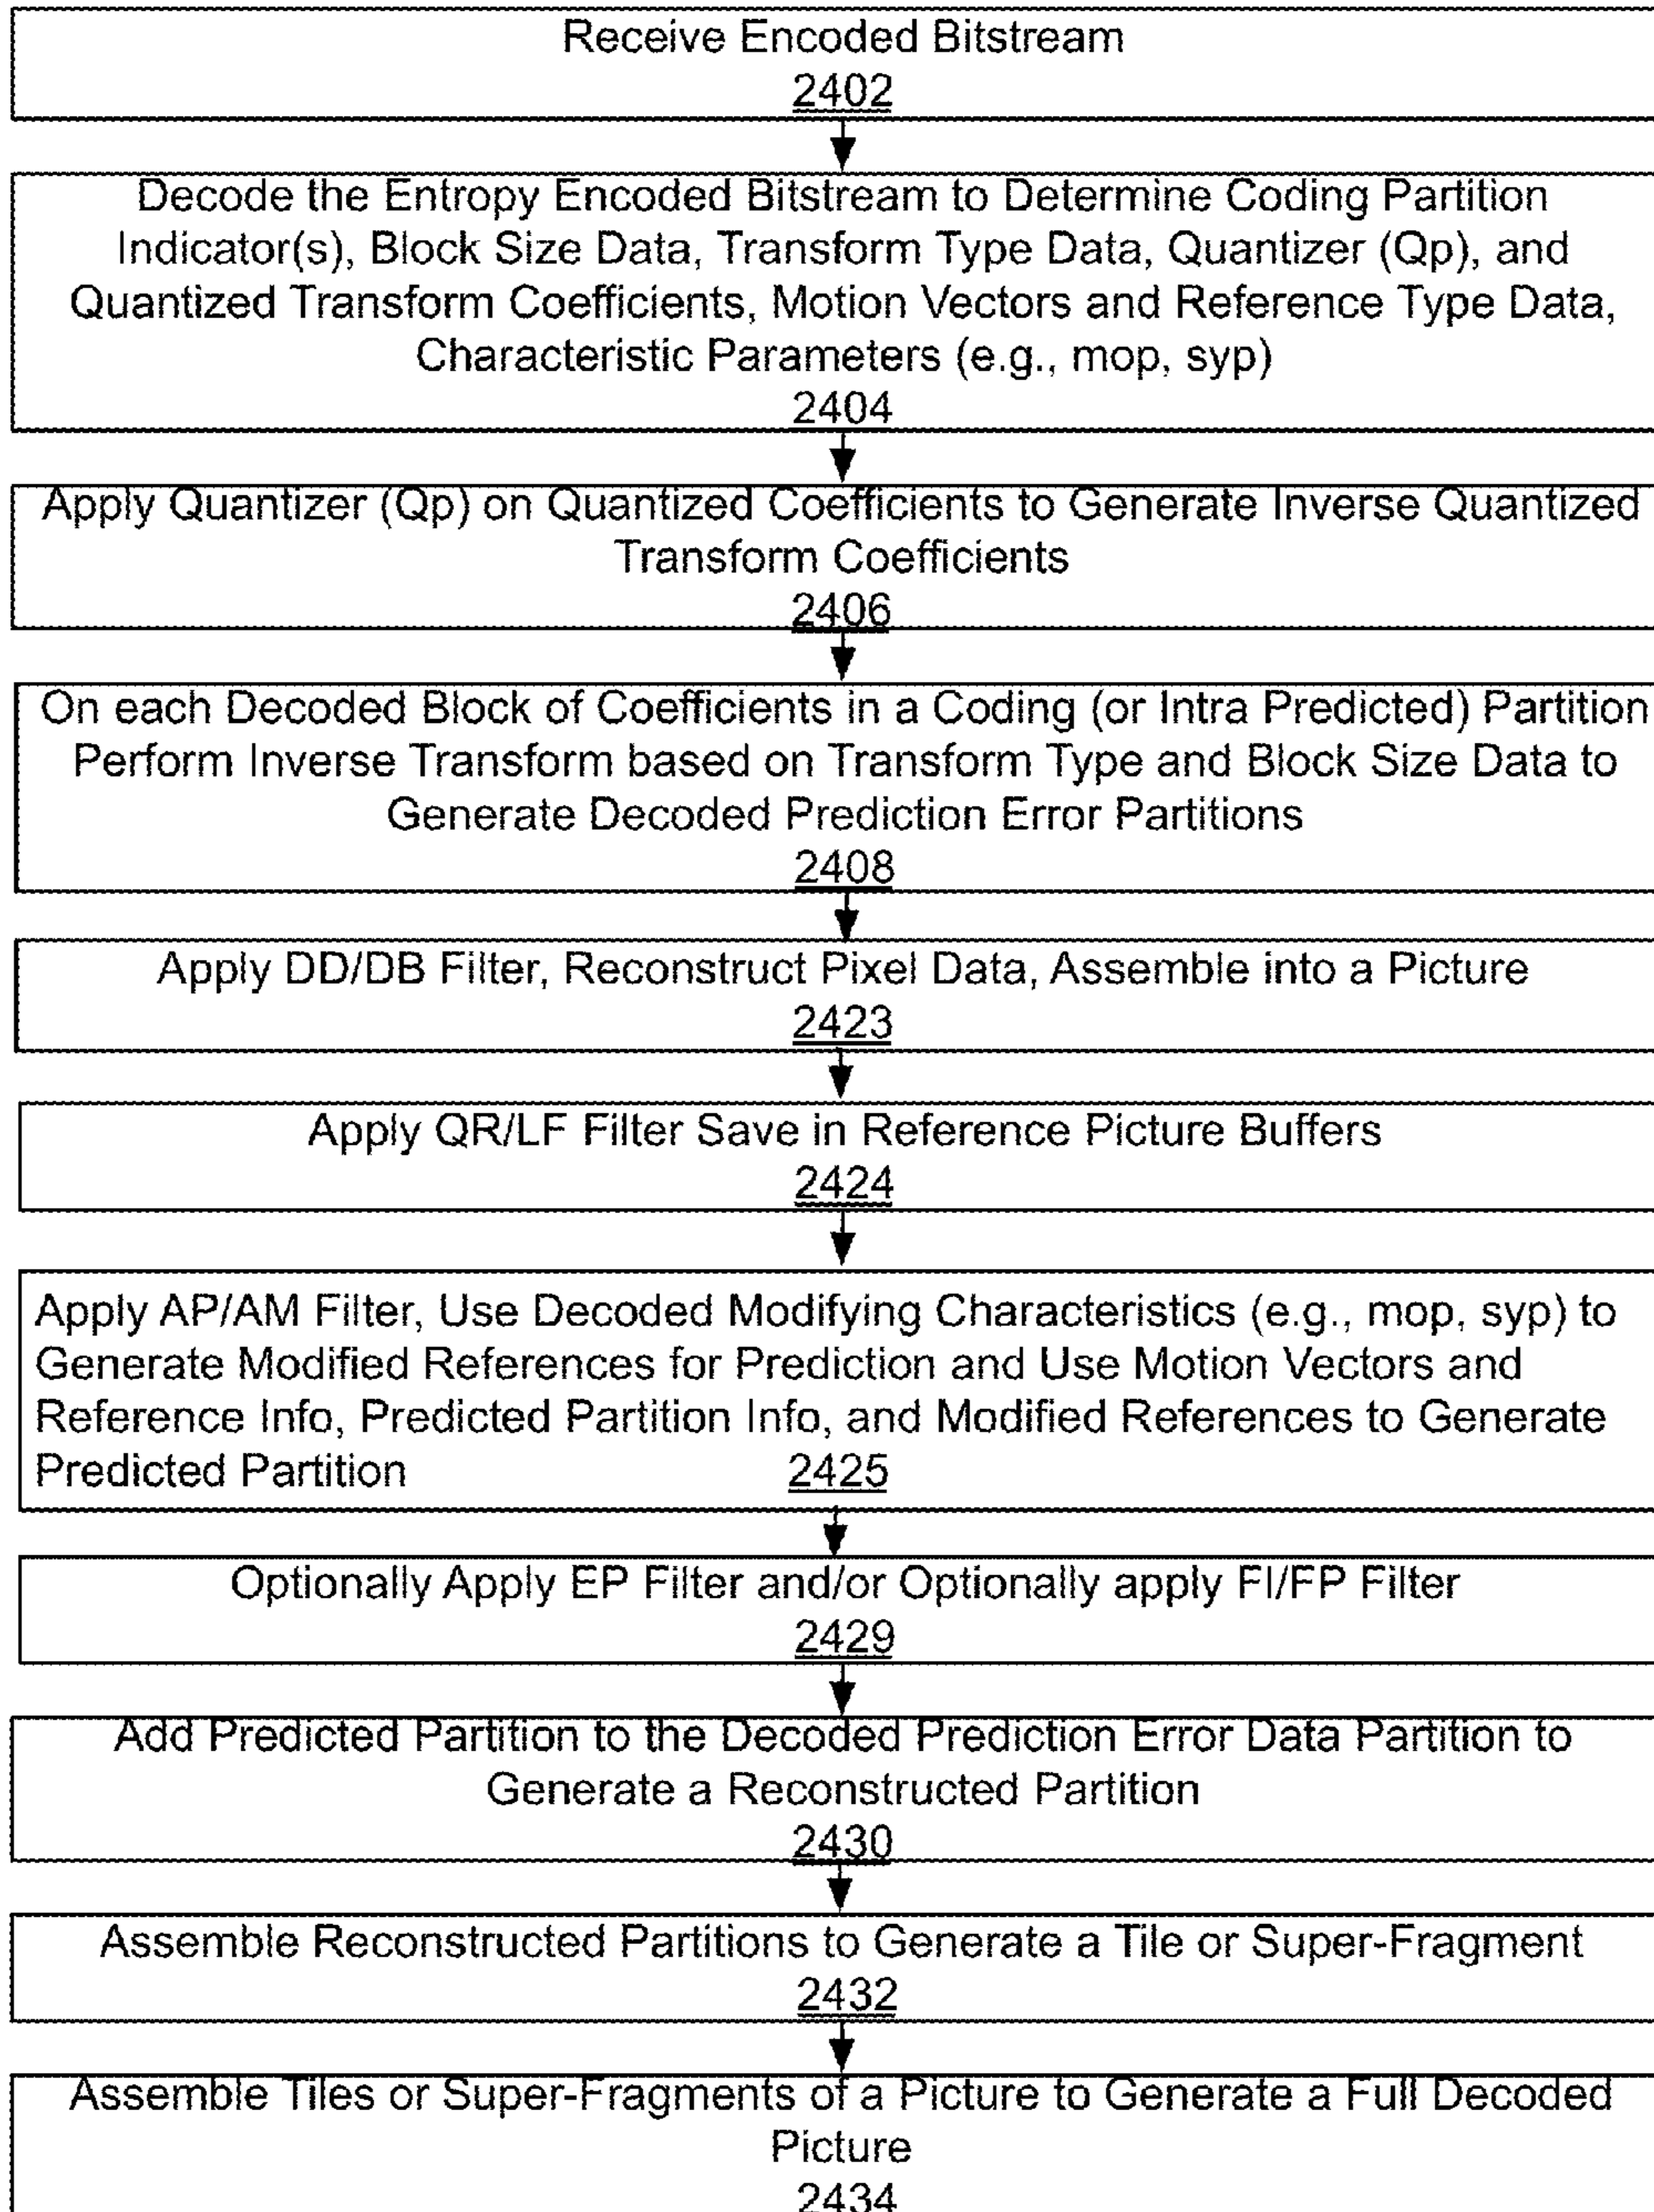 Receive Encoded Bitstream
2402
Decode the Entropy Encoded Bitstream to Determine Coding Partition
Indicator(s), Block Size Data, Transform Type Data, Quantizer (Qp), and
Quantized Transform Coefficients, Motion Vectors and Reference Type Data,
Characteristic Parameters (e.g., mop, syp)
2404
Apply Quantizer (Qp) on Quantized Coefficients to Generate Inverse Quantized
Transform Coefficients
2406
On each Decoded Block of Coefficients in a Coding (or Intra Predicted) Partition
Perform Inverse Transform based on Transform Type and Block Size Data to
Generate Decoded Prediction Error Partitions
2408
Apply DD/DB Filter, Reconstruct Pixel Data, Assemble into a Picture
2423
Apply QR/LF Filter Save in Reference Picture Buffers
2424
Apply AP/AM Filter, Use Decoded Modifying Characteristics (e.g., mop, syp) to
Generate Modified References for Prediction and Use Motion Vectors and
Reference Info, Predicted Partition Info, and Modified References to Generate
Predicted Partition 2425
Optionally Apply EP Filter and/or Optionally apply FI/FP Filter
2429
Add Predicted Partition to the Decoded Prediction Error Data Partition to
Generate a Reconstructed Partition
2430
Assemble Reconstructed Partitions to Generate a Tile or Super-Fragment
2432
Assemble Tiles or Super-Fragments of a Picture to Generate a Full Decoded
Picture
2434